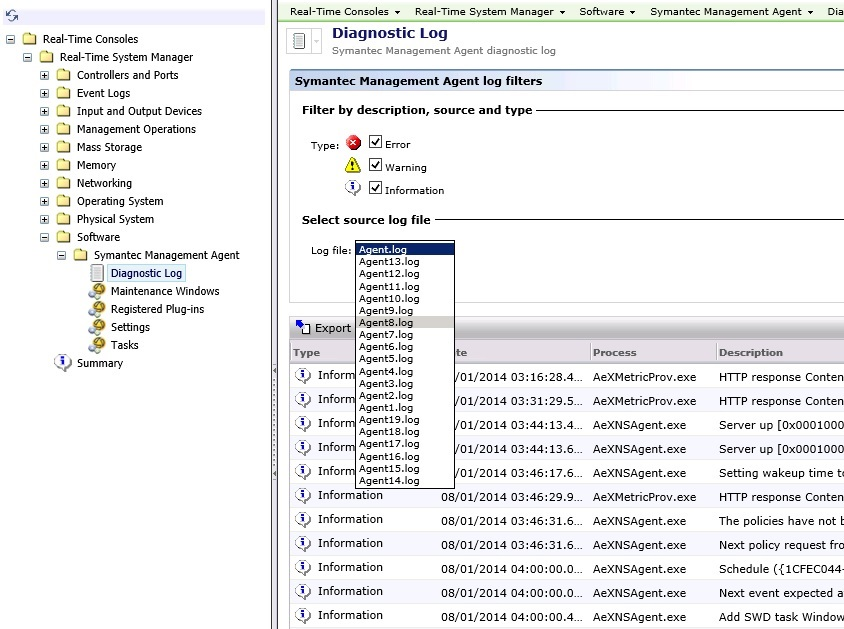 Real-Time Consoles
Real-Time System Manager
Controllers and Ports
Event Logs
Input and Output Devices
Management Operations
Mass Storage
Memory
Networking
Operating System
Physical System
Software
Symantec Management Agent
Diagnostic Log
Maintenance Windows
Registered Plug-ins
Settings
Tasks
Summary
Real-Time Consoles Real-Time System Manager Software Symantec Management Agent Dia
Diagnostic Log
Symantec Management Agent diagnostic log
Symantec Management Agent log filters
Filter by description, source and type
Type: Error
Warning
Information
Select source log file
Log file: Agent.log
Agent13.log
Agent12.log
Agent11.log
Agent10.log
Agent9.log
Agent8.log
Agent7.log
Agent6.log
Agent5.log
Agent4.log
Agent3.log
Agent2.log
Agent1.log
Agent19.log
Agent18.log
Agent17.log
Agent16.log
Agent15.log
Agent14.log
Export
Type te Process Description
Inform /01/2014 03:16:28.4... AeXMetricProv.exe HTTP response Conten
Inform /01/2014 03:31:29.5... AeXMetricProv.exe HTTP response Conten
Inform /01/2014 03:44:13.4... AeXNSAgent.exe Server up [0x0001000
Inform /01/2014 03:44:13.6... AeXNSAgent.exe Server up [0x0001000
Inform /01/2014 03:46:17.6... AeXNSAgent.exe Setting wakeup time to
Information 08/01/2014 03:46:29.9... AeXMetricProv.exe HTTP response Conten
Information 08/01/2014 03:46:31.6... AeXNSAgent.exe The policies have not b
Information 08/01/2014 03:46:31.6... AeXNSAgent.exe Next policy request fro
Information 08/01/2014 04:00:00.0... AeXNSAgent.exe Schedule ({1CFEC044-
Information 08/01/2014 04:00:00.0... AeXNSAgent.exe Next event expected a
Information 08/01/2014 04:00:00.4... AeXNSAgent.exe Add SWD task Window